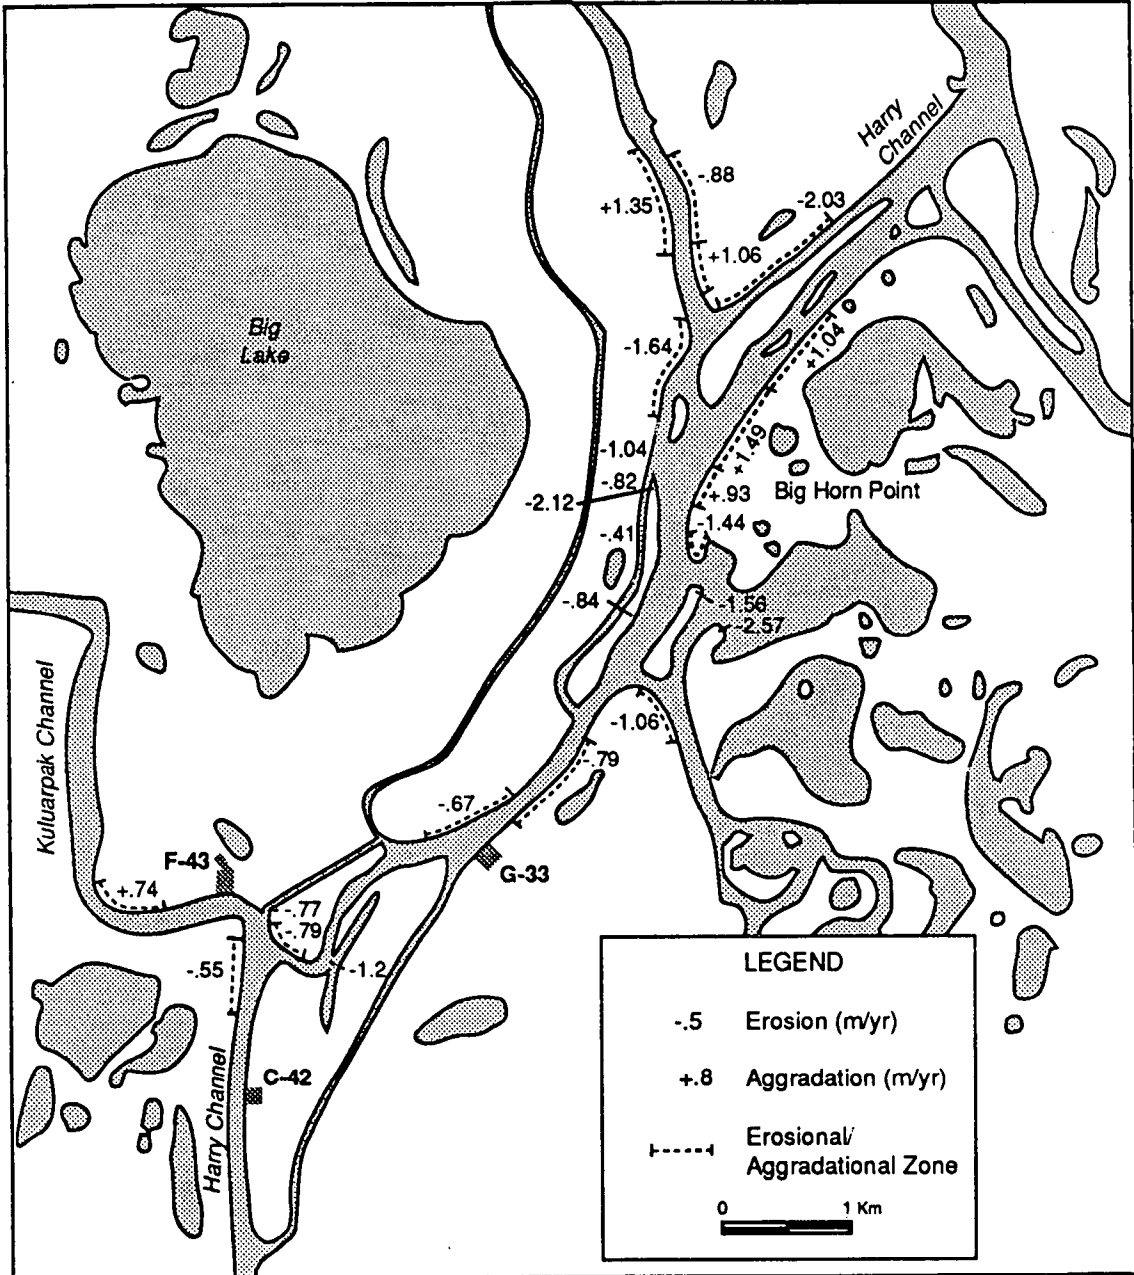 Harry
Channel
-.88
-2.03
+1.35
+1.06
Big
Lake
-1.64
+1.04
-1.04
+1.49
-.82
-2.12
+.93
Big Horn Point
-1.44
-.41
-.84
-1.56
-2.57
Kuluarpak Channel
-1.06
-.79
-.67
F-43
G-33
+.74
-.77
-.79
-.55
-1.2
C-42
Harry Channel
LEGEND
-.5 Erosion (m/yr)
+.8 Aggradation (m/yr)
Erosional/
Aggradational Zone
0 1 Km